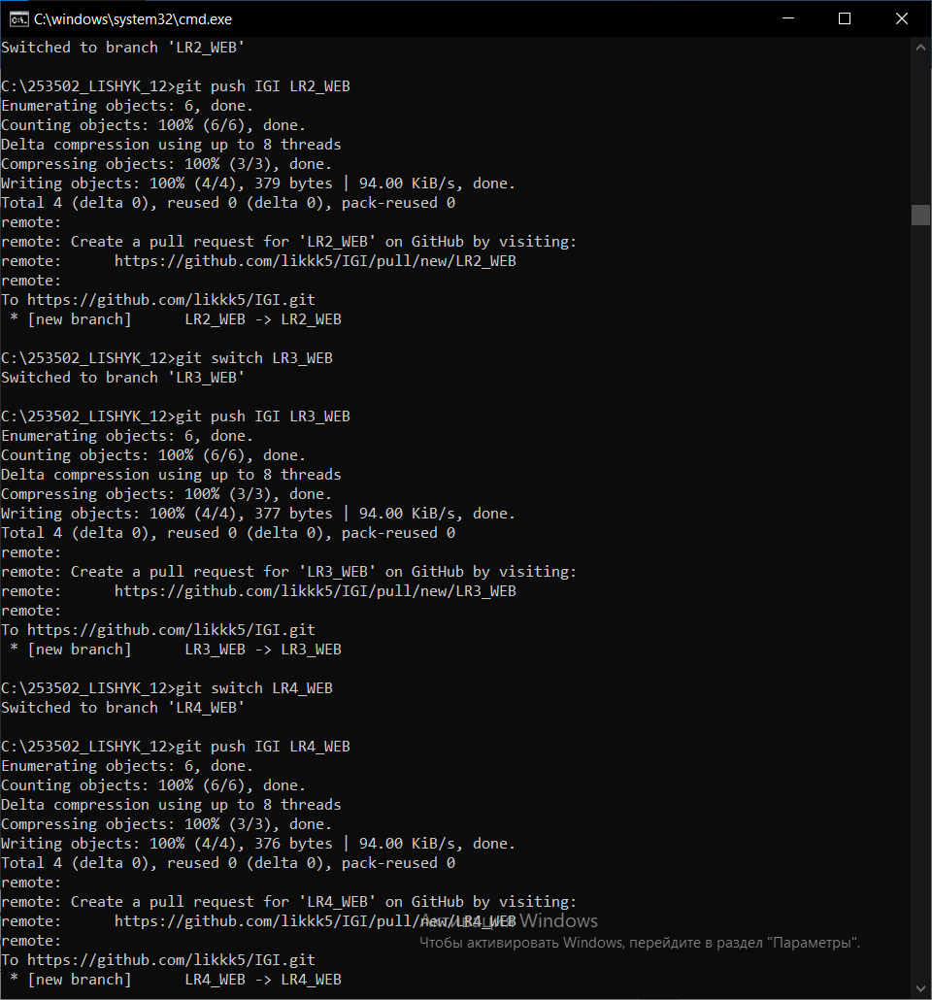 C:\windows\system32\cmd.exe
Switched to branch 'LR2_WEB'
C:\253502_LISHYK_12>git push IGI LR2_WEB
Enumerating objects: 6, done.
Counting objects: 100% (6/6), done.
Delta compression using up to 8 threads
Compressing objects: 100% (3/3), done.
Writing objects: 100% (4/4), 379 bytes | 94.00 KiB/s, done.
Total 4 (delta 0), reused 0 (delta 0), pack-reused 0
remote:
remote: Create a pull request for 'LR2_WEB' on GitHub by visiting:
remote:      https://github.com/likkk5/IGI/pull/new/LR2_WEB
remote:
To https://github.com/likkk5/IGI.git
 * [new branch]      LR2_WEB -> LR2_WEB
C:\253502_LISHYK_12>git switch LR3_WEB
Switched to branch 'LR3_WEB'
C:\253502_LISHYK_12>git push IGI LR3_WEB
Enumerating objects: 6, done.
Counting objects: 100% (6/6), done.
Delta compression using up to 8 threads
Compressing objects: 100% (3/3), done.
Writing objects: 100% (4/4), 377 bytes | 94.00 KiB/s, done.
Total 4 (delta 0), reused 0 (delta 0), pack-reused 0
remote:
remote: Create a pull request for 'LR3_WEB' on GitHub by visiting:
remote:      https://github.com/likkk5/IGI/pull/new/LR3_WEB
remote:
To https://github.com/likkk5/IGI.git
 * [new branch]      LR3_WEB -> LR3_WEB
C:\253502_LISHYK_12>git switch LR4_WEB
Switched to branch 'LR4_WEB'
C:\253502_LISHYK_12>git push IGI LR4_WEB
Enumerating objects: 6, done.
Counting objects: 100% (6/6), done.
Delta compression using up to 8 threads
Compressing objects: 100% (3/3), done.
Writing objects: 100% (4/4), 376 bytes | 94.00 KiB/s, done.
Total 4 (delta 0), reused 0 (delta 0), pack-reused 0
remote:
remote: Create a pull request for 'LR4_WEB' on GitHub by visiting:
remote:      https://github.com/likkk5/IGI/pull/new/LR4_WEB
Активация Windows
remote:
Чтобы активировать Windows, перейдите в раздел "Параметры".
To https://github.com/likkk5/IGI.git
 * [new branch]      LR4_WEB -> LR4_WEB